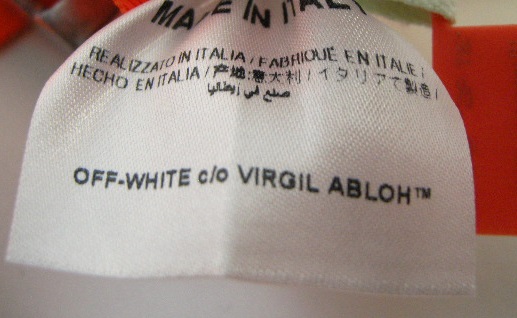 MADE IN ITALY
REALIZZATO IN ITALIA / FABRIQUÉ EN ITALIE /
HECHO EN ITALIA / 产地:意大利 / イタリアで製造 /
صنع في إيطاليا
OFF-WHITE c/o VIRGIL ABLOH™